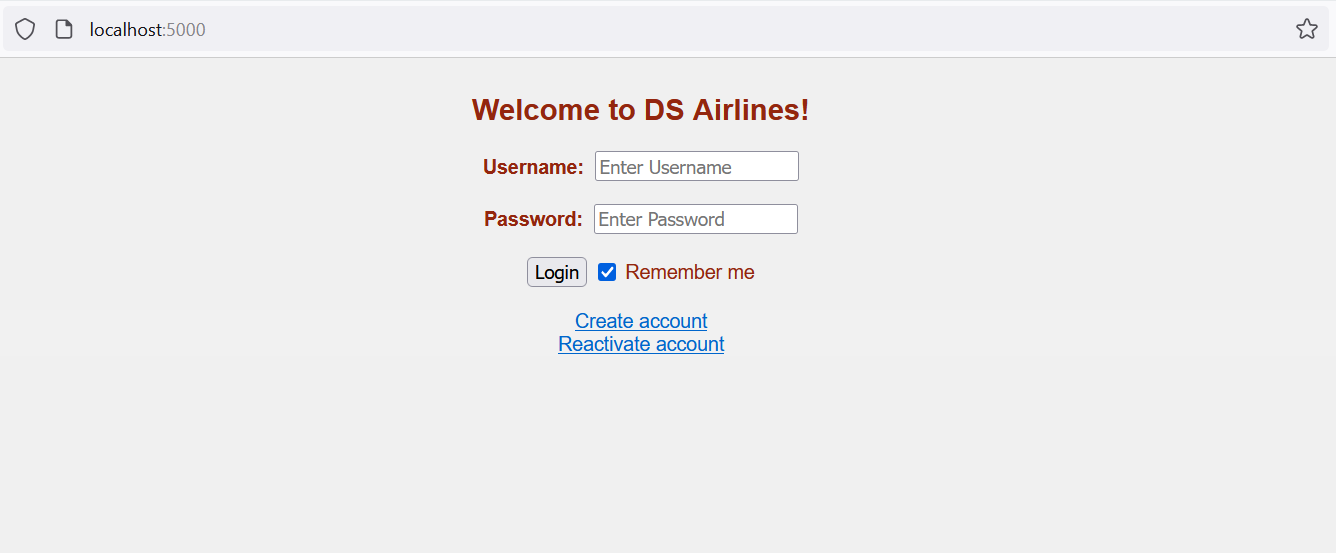 localhost:5000
Welcome to DS Airlines!
Username: Enter Username
Password: Enter Password
Login Remember me
Create account
Reactivate account